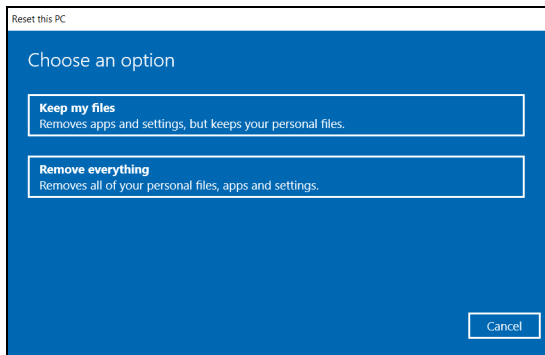 Reset this PC
Choose an option
Keep my files
Removes apps and settings, but keeps your personal files.
Remove everything
Removes all of your personal files, apps and settings.
Cancel